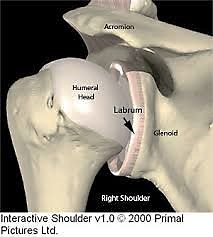 Acromion
Humeral
Head
Labrum
Glenoid
Right Shoulder
Interactive Shoulder v1.0 © 2000 Primal
Pictures Ltd.